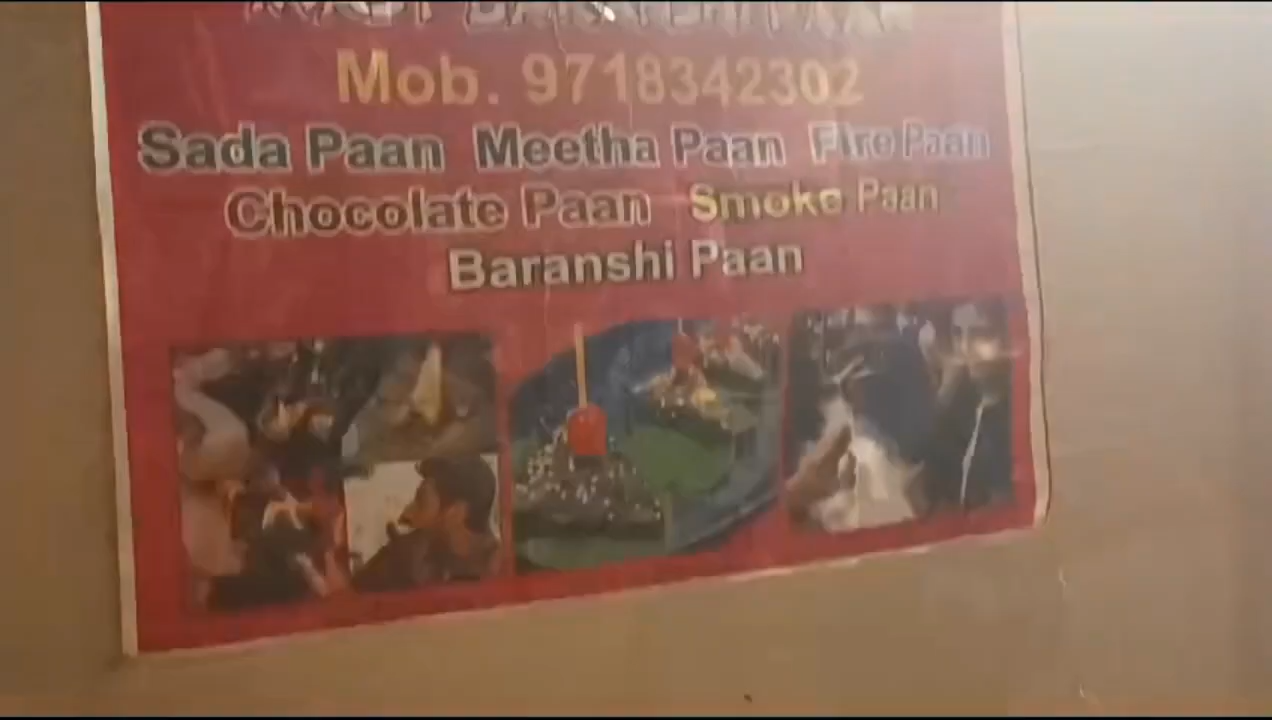 Mob. 9718342302
Sada Paan Meetha Paan Fire Paan
Chocolate Paan Smoke Paan
Baranshi Paan